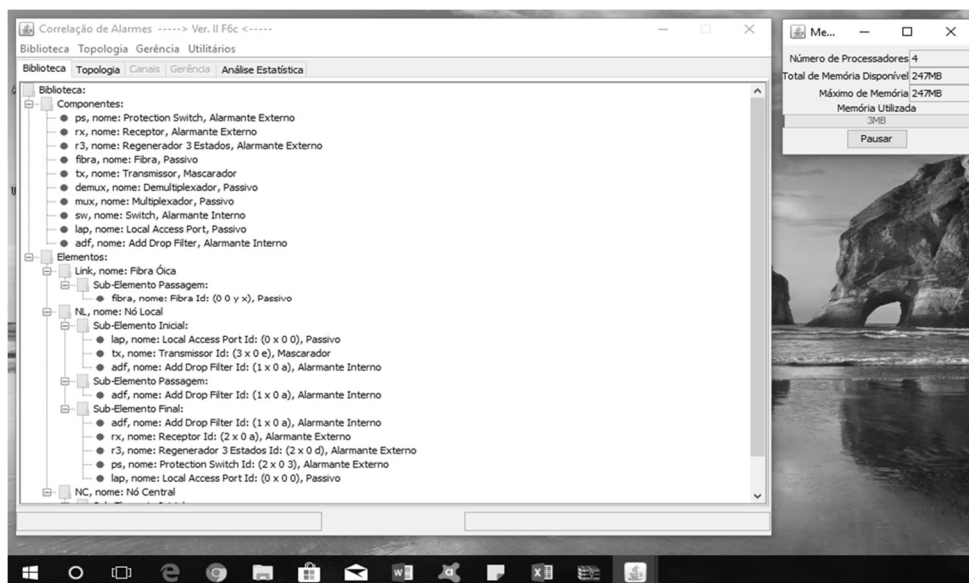 Correlação de Alarmes -----> Ver. II F6c <-----
Biblioteca Topologia Gerência Utilitários
Biblioteca Topologia Canais Gerência Análise Estatística
Biblioteca:
Componentes:
ps, nome: Protection Switch, Alarmante Externo
rx, nome: Receptor, Alarmante Externo
r3, nome: Regenerador 3 Estados, Alarmante Externo
fibra, nome: Fibra, Passivo
tx, nome: Transmissor, Mascarador
demux, nome: Demultiplexador, Passivo
mux, nome: Multiplexador, Passivo
sw, nome: Switch, Alarmante Interno
lap, nome: Local Access Port, Passivo
adf, nome: Add Drop Filter, Alarmante Interno
Elementos:
Link, nome: Fibra Óica
Sub-Elemento Passagem:
fibra, nome: Fibra Id: (0 0 y x), Passivo
NL, nome: Nó Local
Sub-Elemento Inicial:
lap, nome: Local Access Port Id: (0 x 0 0), Passivo
tx, nome: Transmissor Id: (3 x 0 e), Mascarador
adf, nome: Add Drop Filter Id: (1 x 0 a), Alarmante Interno
Sub-Elemento Passagem:
adf, nome: Add Drop Filter Id: (1 x 0 a), Alarmante Interno
Sub-Elemento Final:
adf, nome: Add Drop Filter Id: (1 x 0 a), Alarmante Interno
rx, nome: Receptor Id: (2 x 0 a), Alarmante Externo
r3, nome: Regenerador 3 Estados Id: (2 x 0 d), Alarmante Externo
ps, nome: Protection Switch Id: (2 x 0 3), Alarmante Externo
lap, nome: Local Access Port Id: (0 x 0 0), Passivo
NC, nome: Nó Central
Me...
Número de Processadores 4
Total de Memória Disponível 247MB
Máximo de Memória 247MB
Memória Utilizada
3MB
Pausar